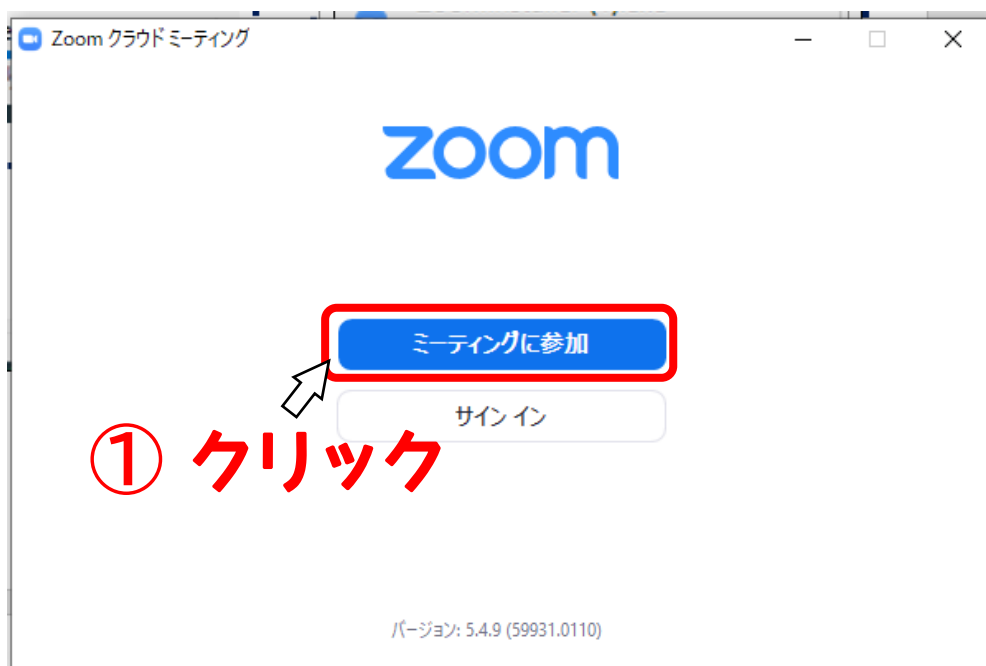 Zoom クラウド ミーティング
zoom
ミーティングに参加
サイン イン
① クリック
バージョン: 5.4.9 (59931.0110)